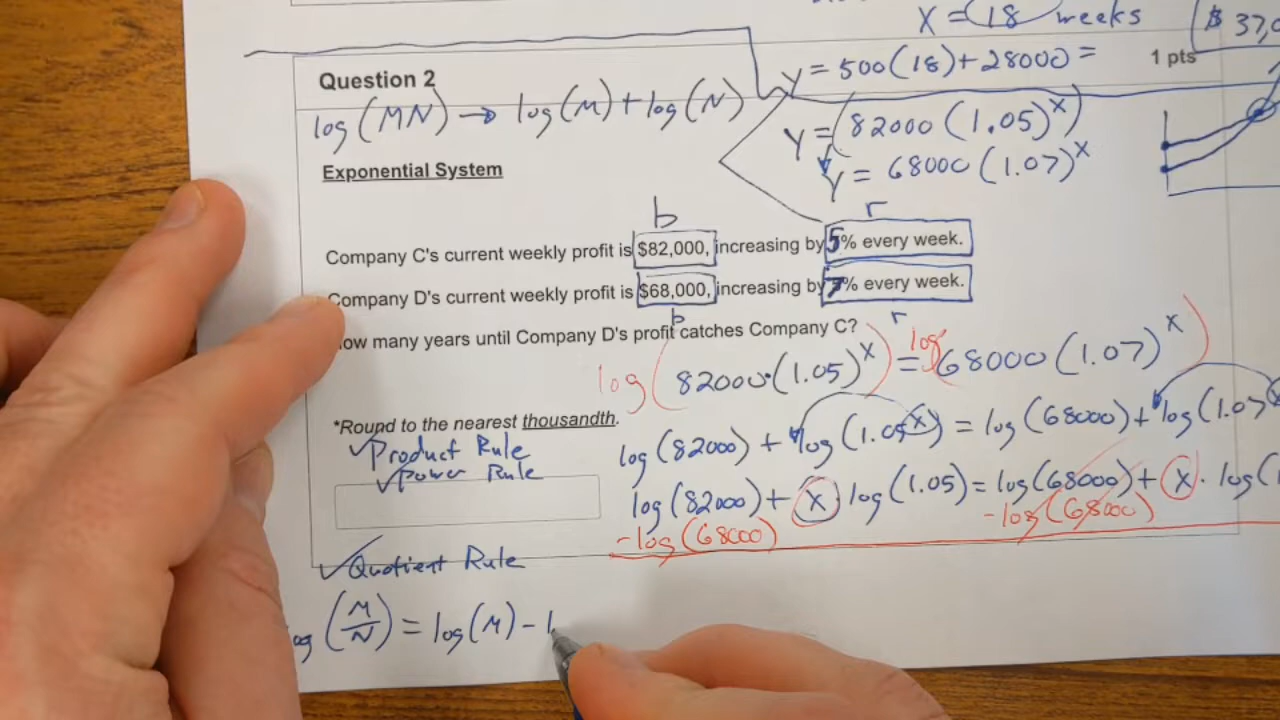 X = 18 weeks
$ 37,0
Question 2
Y = 500(18)+28000 =
1 pts
log(MN) → log(M)+log(N)
Y = (82000(1.05)^x)
Y = 68000(1.07)^x
Exponential System
b
r
Company C's current weekly profit is $82,000, increasing by 5% every week.
Company D's current weekly profit is $68,000, increasing by 7% every week.
b
r
ow many years until Company D's profit catches Company C?
log(82000·(1.05)^x) = log(68000(1.07)^x)
*Round to the nearest thousandth.
log(82000) + log(1.05^x) = log(68000) + log(1.07^x
✓Product Rule
✓Power Rule
log(82000) + x log(1.05) = log(68000) + x · log(1
-log(68000) -log(68000)
✓Quotient Rule
og(M/N) = log(M) - l